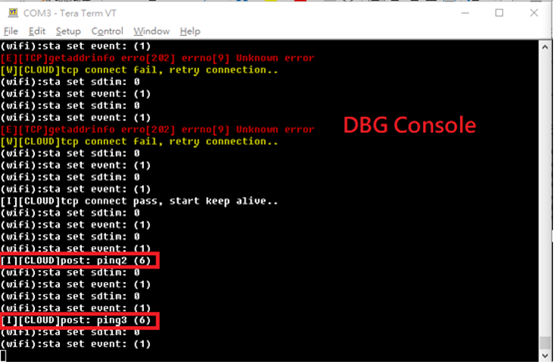 COM3 - Tera Term VT
File Edit Setup Control Window Help
(wifi):sta set event: (1)
[E][TCP]getaddrinfo erro[202] errno[9] Unknown error
[W][CLOUD]tcp connect fail, retry connection..
(wifi):sta set sdtim: 0
(wifi):sta set event: (1)
(wifi):sta set sdtim: 0
(wifi):sta set event: (1)
[E][TCP]getaddrinfo erro[202] errno[9] Unknown error
DBG Console
[W][CLOUD]tcp connect fail, retry connection..
(wifi):sta set sdtim: 0
(wifi):sta set event: (1)
(wifi):sta set sdtim: 0
(wifi):sta set event: (1)
[I][CLOUD]tcp connect pass, start keep alive..
(wifi):sta set sdtim: 0
(wifi):sta set event: (1)
(wifi):sta set sdtim: 0
(wifi):sta set event: (1)
[I][CLOUD]post: ping2 (6)
(wifi):sta set sdtim: 0
(wifi):sta set event: (1)
(wifi):sta set sdtim: 0
(wifi):sta set event: (1)
[I][CLOUD]post: ping3 (6)
(wifi):sta set sdtim: 0
(wifi):sta set event: (1)